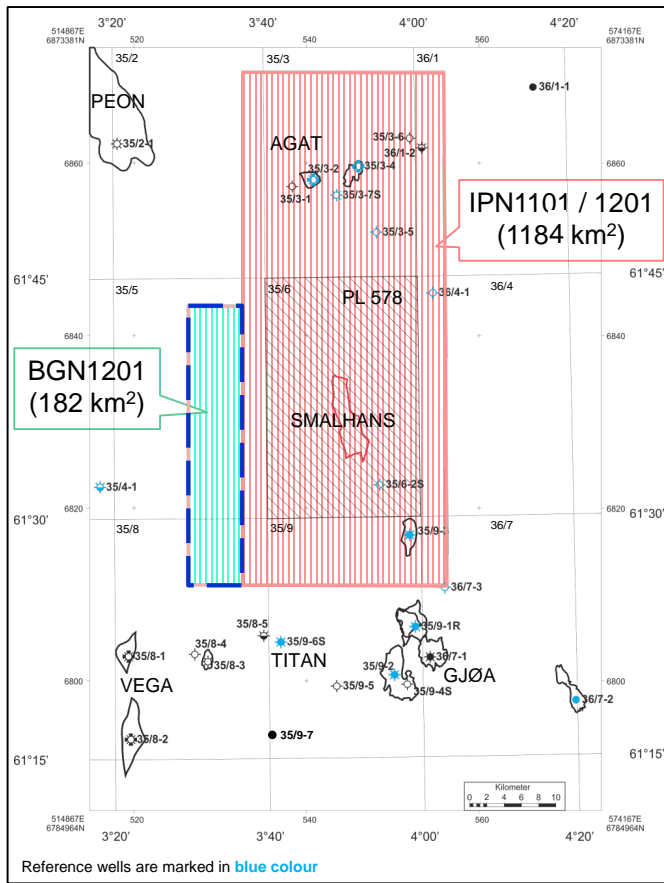 3°20' 3°40' 4°00' 4°20'
514867E
6873381N
520 540 560
574167E
6873381N
35/2 35/3 36/1
PEON
36/1-1
35/2-1
AGAT
35/3-6
36/1-2
6860 6860
35/3-2
35/3-4
35/3-1
35/3-7S
35/3-5
IPN1101 / 1201
(1184 km²)
61°45' 61°45'
35/5 35/6 36/4
PL 578
36/4-1
6840 6840
BGN1201
(182 km²)
SMALHANS
35/4-1
35/6-2S
6820 6820
61°30' 61°30'
35/8 35/9 36/7
35/9-3
36/7-3
35/8-5
35/9-1R
35/9-6S
35/8-4
35/8-1
35/8-3
TITAN
35/9-2
36/7-1
GJØA
6800 6800
VEGA
35/9-5
35/9-4S
36/7-2
35/8-2
35/9-7
61°15' 61°15'
Kilometer
0 2 4 6 8 10
514867E
6784964N
574167E
6784964N
3°20' 540 560
3°40' 4°00' 4°20'
Reference wells are marked in blue colour